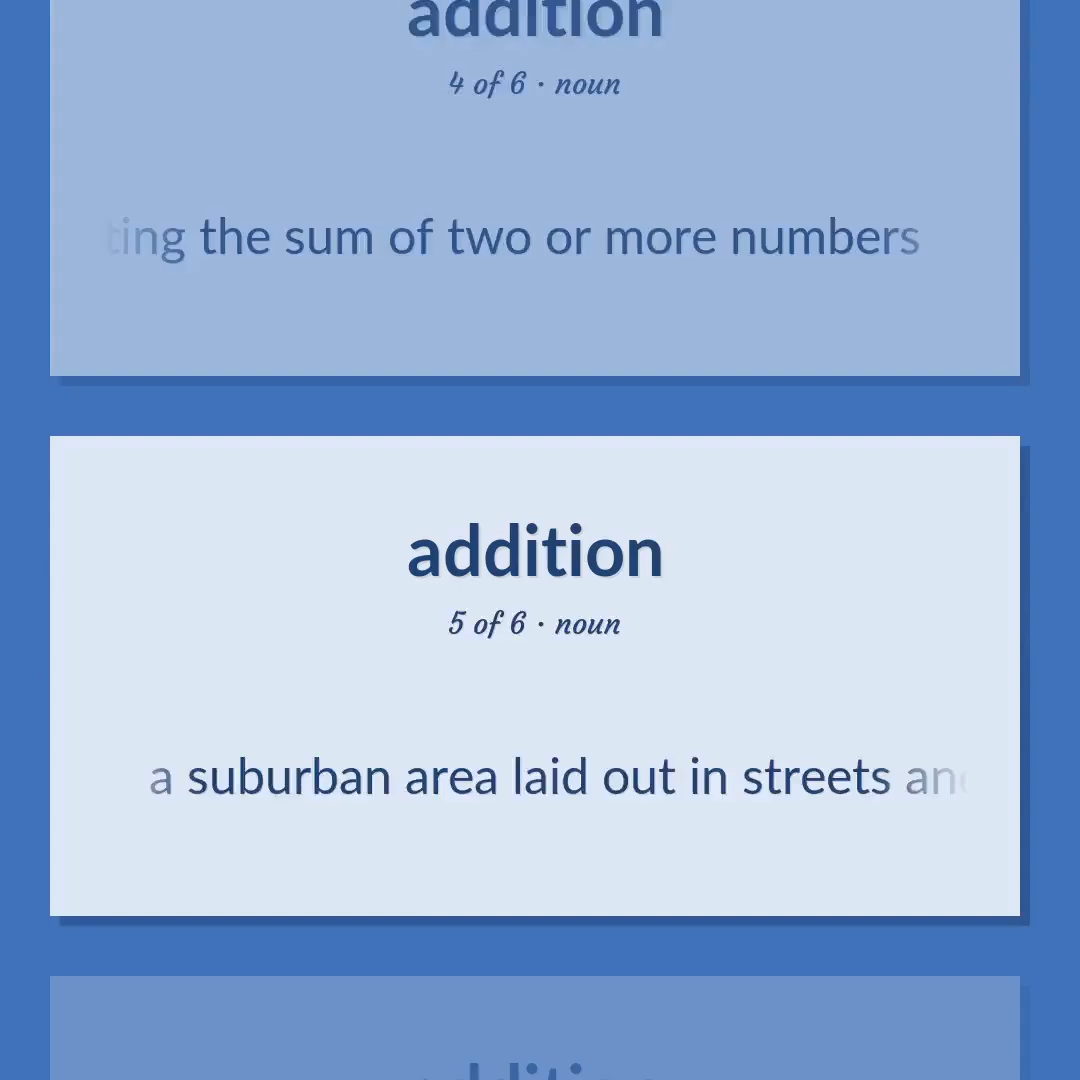 addition
4 of 6 · noun
the sum of two or more numbers
addition
5 of 6 · noun
a suburban area laid out in streets
addition